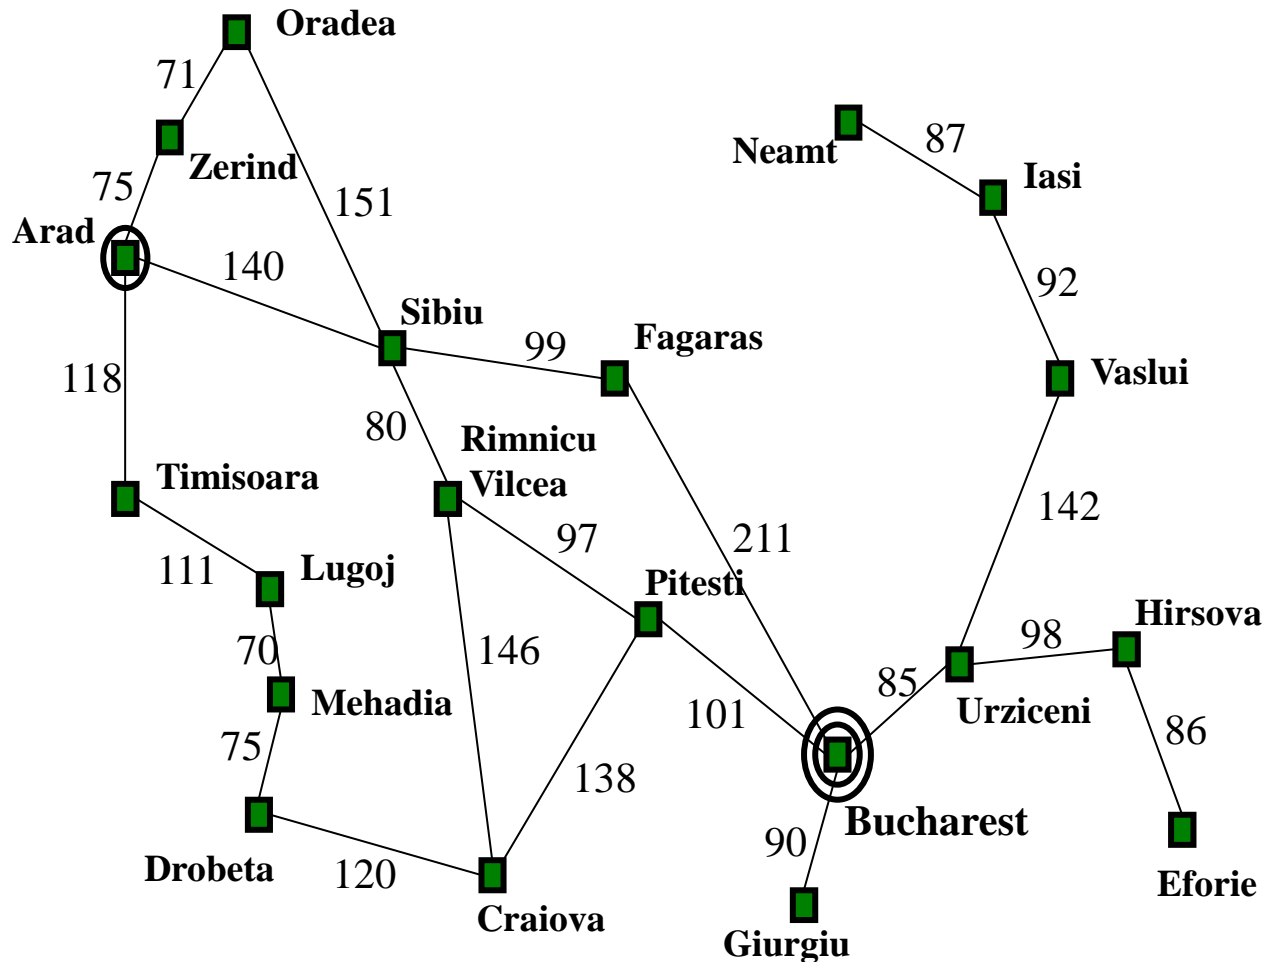 Oradea
71
Neamt
87
Zerind
Iasi
75
151
Arad
140
92
Sibiu
99
Fagaras
118
Vaslui
80
Rimnicu
Vilcea
Timisoara
97
211
142
111
Lugoj
Pitesti
Hirsova
98
70
146
85
Mehadia
101
Urziceni
86
75
138
Bucharest
90
Drobeta
120
Eforie
Craiova
Giurgiu